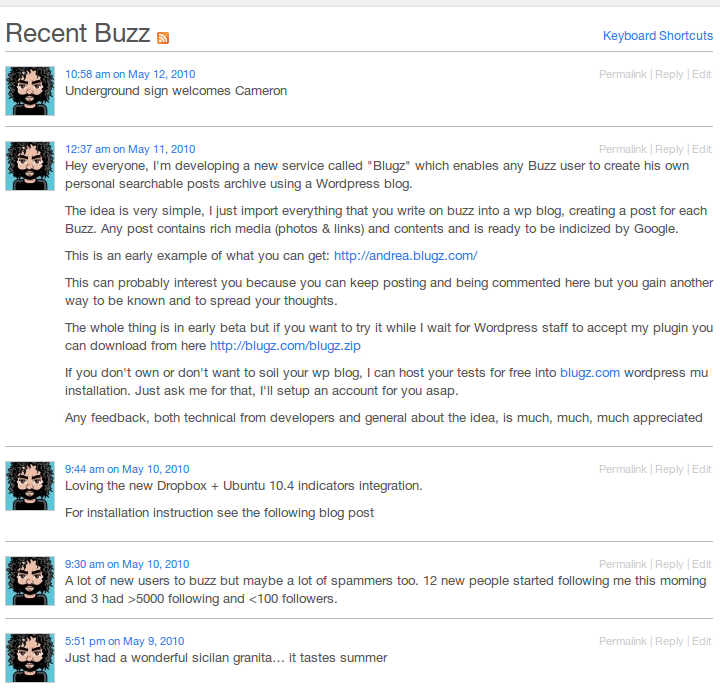 Recent Buzz
Keyboard Shortcuts
10:58 am on May 12, 2010
Permalink | Reply | Edit
Underground sign welcomes Cameron
12:37 am on May 11, 2010
Permalink | Reply | Edit
Hey everyone, I'm developing a new service called "Blugz" which enables any Buzz user to create his own
personal searchable posts archive using a Wordpress blog.
The idea is very simple, I just import everything that you write on buzz into a wp blog, creating a post for each
Buzz. Any post contains rich media (photos & links) and contents and is ready to be indicized by Google.
This is an early example of what you can get: http://andrea.blugz.com/
This can probably interest you because you can keep posting and being commented here but you gain another
way to be known and to spread your thoughts.
The whole thing is in early beta but if you want to try it while I wait for Wordpress staff to accept my plugin you
can download from here http://blugz.com/blugz.zip
If you don't own or don't want to soil your wp blog, I can host your tests for free into blugz.com wordpress mu
installation. Just ask me for that, I'll setup an account for you asap.
Any feedback, both technical from developers and general about the idea, is much, much, much appreciated
9:44 am on May 10, 2010
Permalink | Reply | Edit
Loving the new Dropbox + Ubuntu 10.4 indicators integration.
For installation instruction see the following blog post
9:30 am on May 10, 2010
Permalink | Reply | Edit
A lot of new users to buzz but maybe a lot of spammers too. 12 new people started following me this morning
and 3 had >5000 following and <100 followers.
5:51 pm on May 9, 2010
Permalink | Reply | Edit
Just had a wonderful sicilan granita… it tastes summer